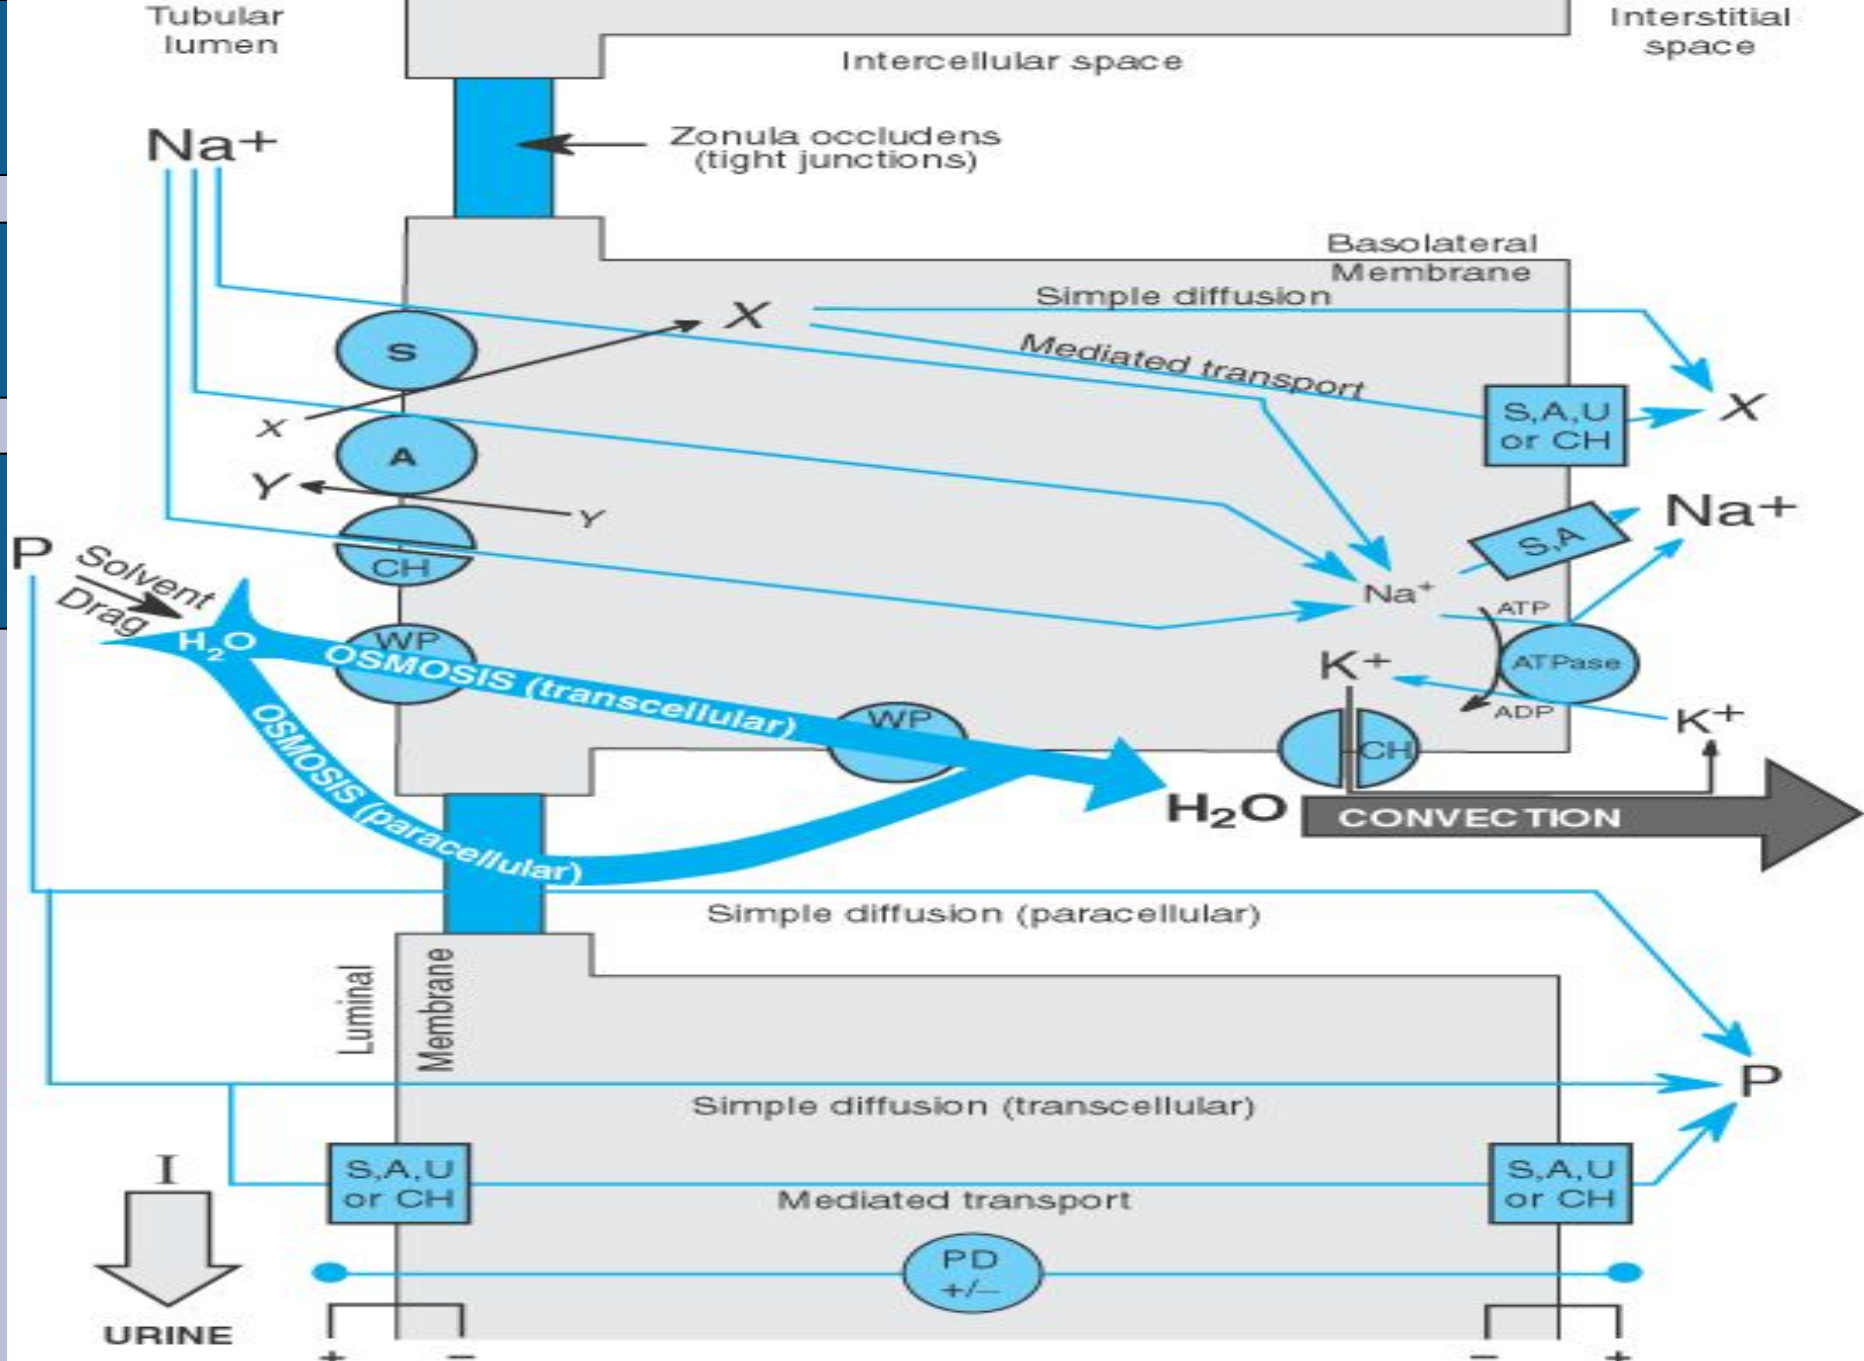 Tubular
lumen
Interstitial
space
Intercellular space
Na+
Zonula occludens
(tight junctions)
Basolateral
Membrane
Simple diffusion
X
Mediated transport
S
X
S,A,U
or CH
X
A
Y
Y
Na+
S,A
P
Solvent
Drag
CH
Na+
ATP
H₂O
WP
OSMOSIS (transcellular)
K+
ATPase
ADP
K+
OSMOSIS (paracellular)
WP
CH
H₂O
CONVECTION
Simple diffusion (paracellular)
Luminal
Membrane
P
Simple diffusion (transcellular)
I
S,A,U
or CH
Mediated transport
S,A,U
or CH
PD
+/−
URINE
+ −
− +